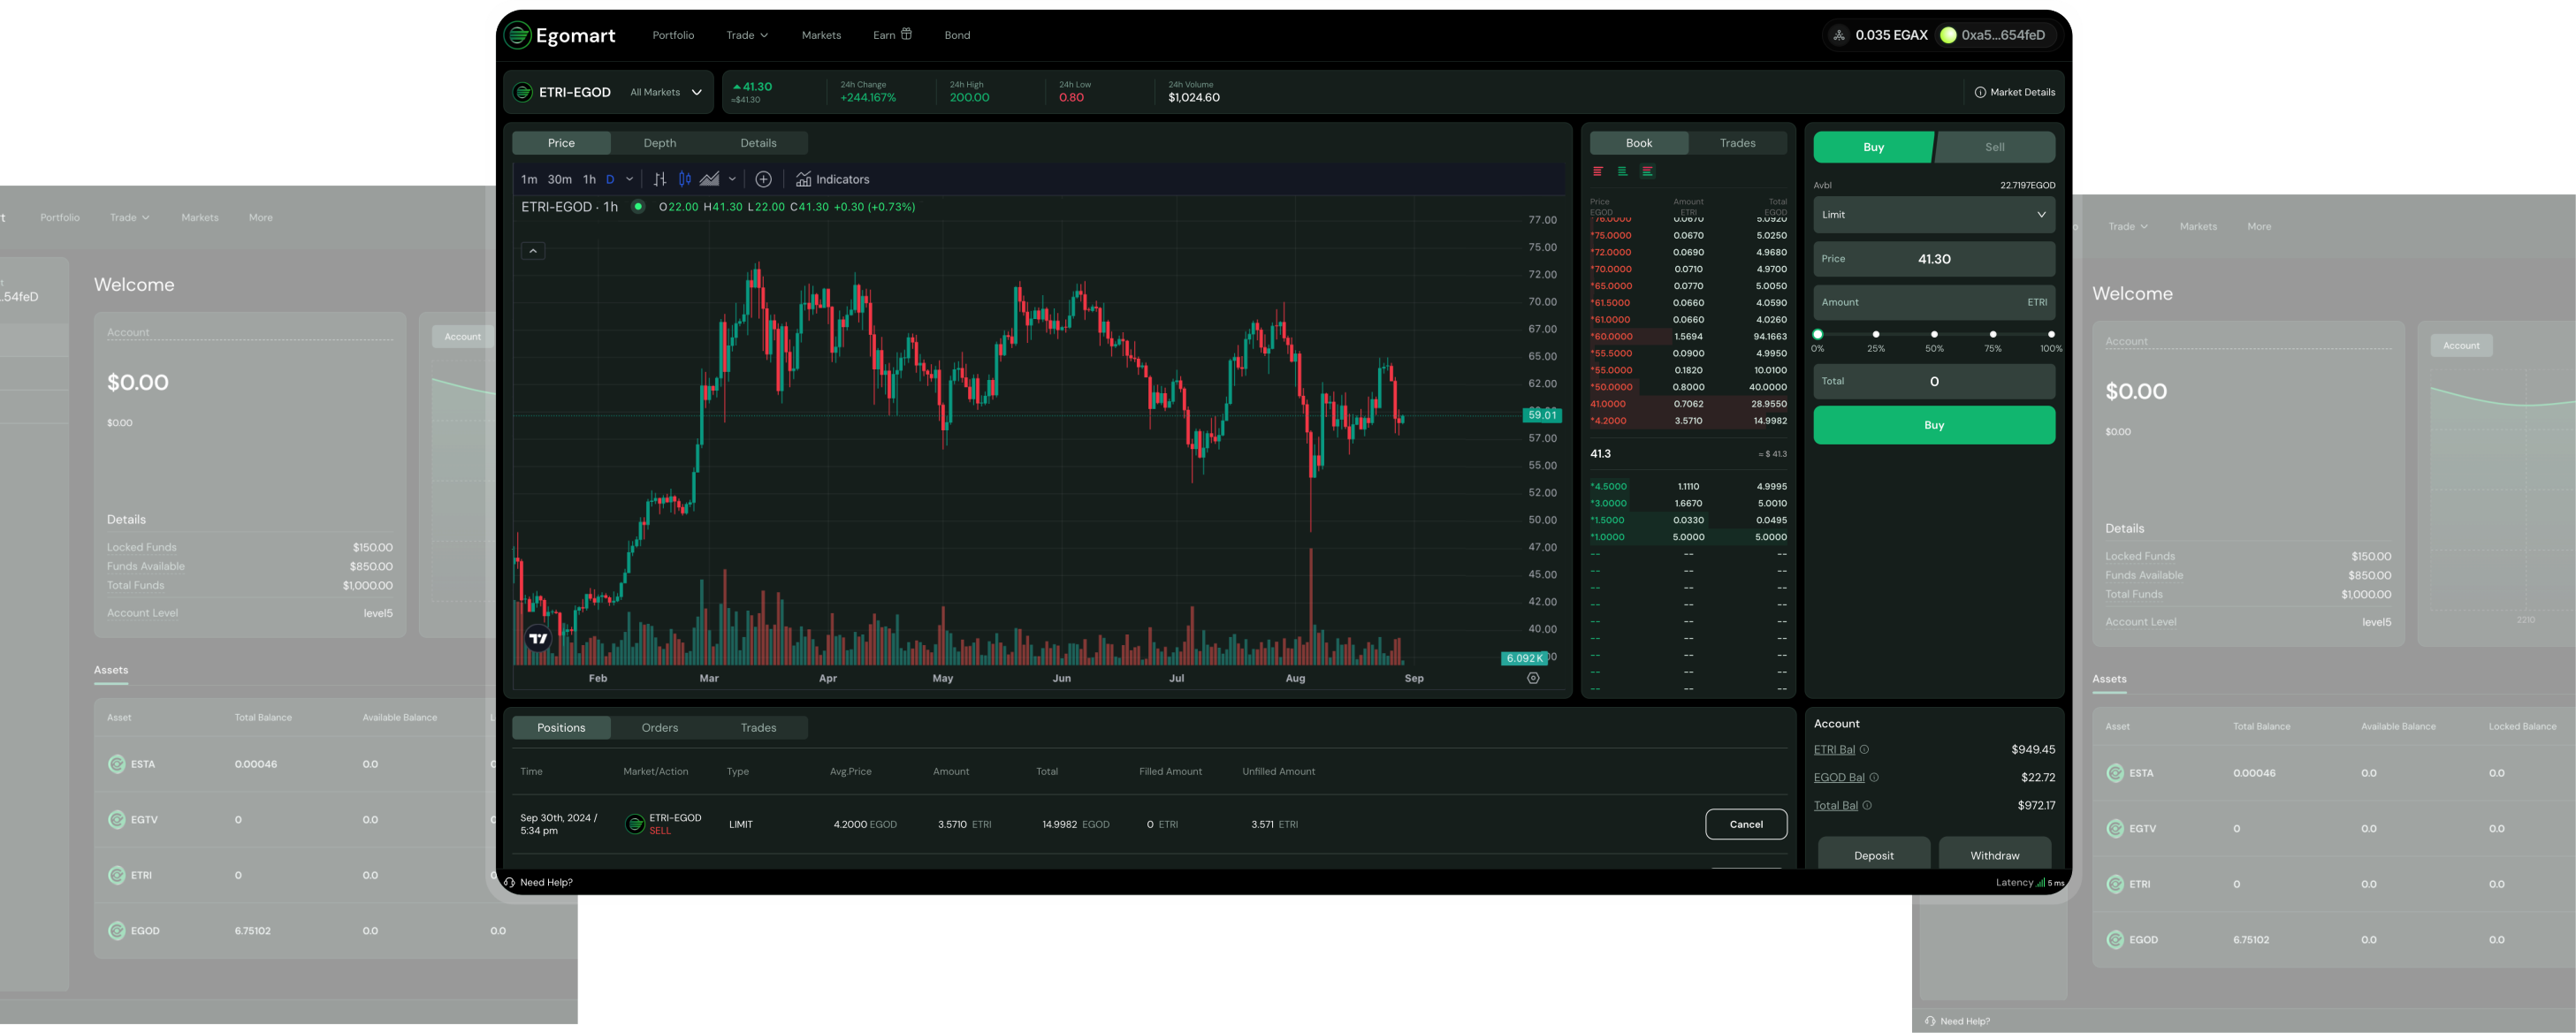 Egomart
Portfolio Trade Markets Earn Bond
0.035 EGAX 0xa5...654feD
ETRI-EGOD All Markets
41.30
≈$41.30
24h Change
+244.167%
24h High
200.00
24h Low
0.80
24h Volume
$1,024.60
Market Details
Price Depth Details
1m 30m 1h D Indicators
ETRI-EGOD · 1h O22.00 H41.30 L22.00 C41.30 +0.30 (+0.73%)
77.00
75.00
72.00
70.00
67.00
65.00
62.00
59.01
57.00
55.00
52.00
50.00
47.00
45.00
42.00
40.00
6.092K
Feb Mar Apr May Jun Jul Aug Sep
Book Trades
Price Amount Total
EGOD ETRI EGOD
*76.0000 0.0670 5.0920
*75.0000 0.0670 5.0250
*72.0000 0.0690 4.9680
*70.0000 0.0710 4.9700
*65.0000 0.0770 5.0050
*61.5000 0.0660 4.0590
*61.0000 0.0660 4.0260
*60.0000 1.5694 94.1663
*55.5000 0.0900 4.9950
*55.0000 0.1820 10.0100
*50.0000 0.8000 40.0000
41.0000 0.7062 28.9550
*4.2000 3.5710 14.9982
41.3 ≈ $ 41.3
*4.5000 1.1110 4.9995
*3.0000 1.6670 5.0010
*1.5000 0.0330 0.0495
*1.0000 5.0000 5.0000
-- -- --
-- -- --
-- -- --
-- -- --
-- -- --
-- -- --
-- -- --
-- -- --
-- -- --
Buy Sell
Avbl 22.7197EGOD
Limit
Price 41.30
Amount ETRI
0% 25% 50% 75% 100%
Total 0
Buy
Positions Orders Trades
Time Market/Action Type Avg.Price Amount Total Filled Amount Unfilled Amount
Sep 30th, 2024 /
5:34 pm
ETRI-EGOD
SELL
LIMIT 4.2000 EGOD 3.5710 ETRI 14.9982 EGOD 0 ETRI 3.571 ETRI Cancel
Account
ETRI Bal $949.45
EGOD Bal $22.72
Total Bal $972.17
Deposit Withdraw
Need Help? Latency 5 ms
Portfolio Trade Markets More
.54feD
Welcome
Account
$0.00
$0.00
Account
Details
Locked Funds $150.00
Funds Available $850.00
Total Funds $1,000.00
Account Level level5
Assets
Asset Total Balance Available Balance
ESTA 0.00046 0.0
EGTV 0 0.0
ETRI 0 0.0
EGOD 6.75102 0.0 0.0
Trade Markets More
Welcome
Account
$0.00
$0.00
Account
2210
Details
Locked Funds $150.00
Funds Available $850.00
Total Funds $1,000.00
Account Level level5
Assets
Asset Total Balance Available Balance Locked Balance
ESTA 0.00046 0.0 0.0
EGTV 0 0.0 0.0
ETRI 0 0.0 0.0
EGOD 6.75102 0.0 0.0
Need Help?